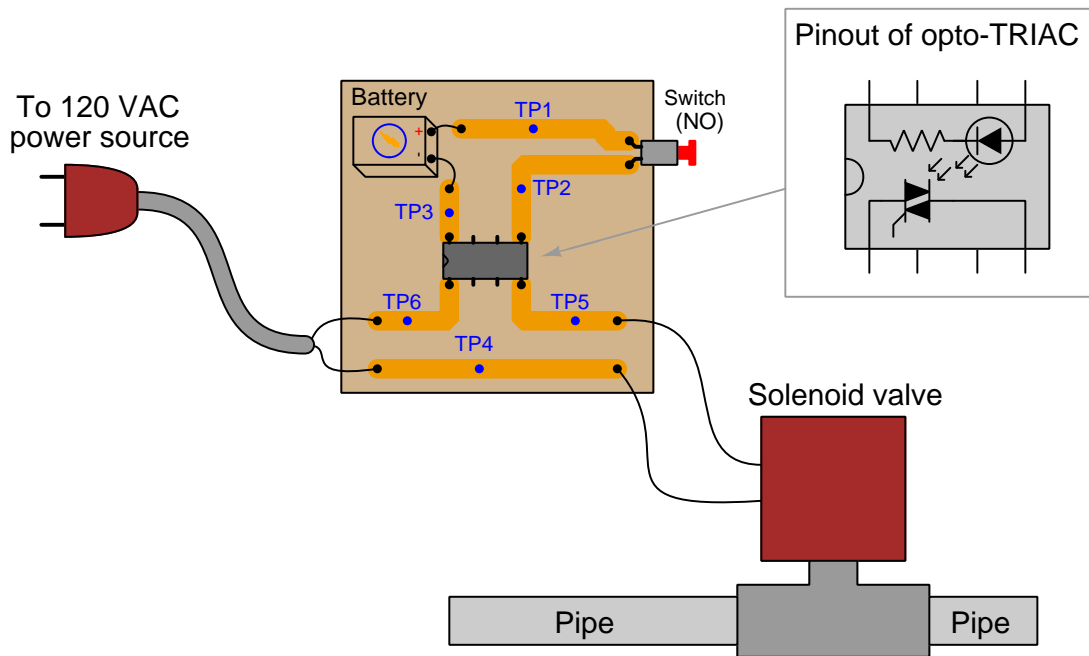 Pinout of opto-TRIAC
To 120 VAC
power source
Battery
+
-
TP1
Switch
(NO)
TP2
TP3
TP6
TP5
TP4
Solenoid valve
Pipe
Pipe